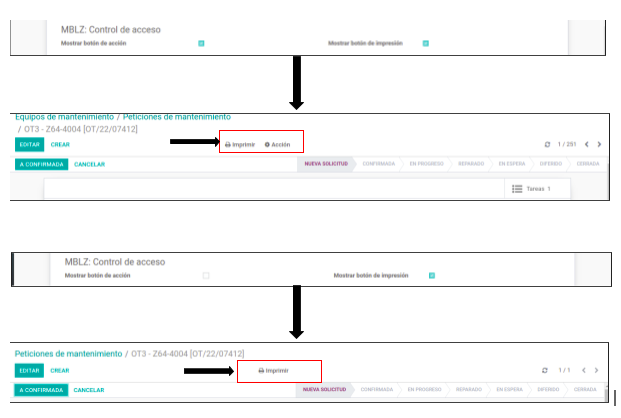 MBLZ: Control de acceso
Mostrar botón de acción Mostrar botón de impresión
Equipos de mantenimiento / Peticiones de mantenimiento
/ OT3 - Z64-4004 [OT/22/07412]
EDITAR CREAR Imprimir Acción 1 / 251
A CONFIRMADA CANCELAR NUEVA SOLICITUD CONFIRMADA EN PROGRESO REPARADO EN ESPERA DIFERIDO CERRADA
Tareas 1
MBLZ: Control de acceso
Mostrar botón de acción Mostrar botón de impresión
Peticiones de mantenimiento / OT3 - Z64-4004 [OT/22/07412]
EDITAR CREAR Imprimir 1 / 1
A CONFIRMADA CANCELAR NUEVA SOLICITUD CONFIRMADA EN PROGRESO REPARADO EN ESPERA DIFERIDO CERRADA